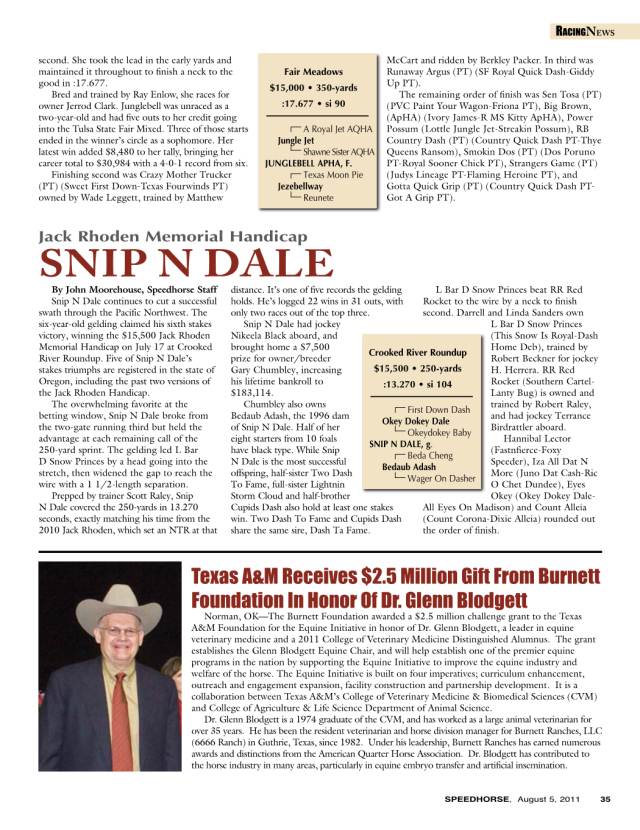 RACINGNEWS
second. She took the lead in the early yards and
maintained it throughout to finish a neck to the
good in :17.677.
Bred and trained by Ray Enlow, she races for
owner Jerrod Clark. Junglebell was unraced as a
two-year-old and had five outs to her credit going
into the Tulsa State Fair Mixed. Three of those starts
ended in the winner's circle as a sophomore. Her
latest win added $8,480 to her tally, bringing her
career total to $30,984 with a 4-0-1 record from six.
Finishing second was Crazy Mother Trucker
(PT) (Sweet First Down-Texas Fourwinds PT)
owned by Wade Leggett, trained by Matthew
Fair Meadows
$15,000 • 350-yards
:17.677 • si 90
A Royal Jet AQHA
Jungle Jet
Shawne Sister AQHA
JUNGLEBELL APHA, F.
Texas Moon Pie
Jezebellway
Reunete
McCart and ridden by Berkley Packer. In third was
Runaway Argus (PT) (SF Royal Quick Dash-Giddy
Up PT).
The remaining order of finish was Sen Tosa (PT)
(PVC Paint Your Wagon-Friona PT), Big Brown,
(ApHA) (Ivory James-R MS Kitty ApHA), Power
Possum (Lottle Jungle Jet-Streakin Possum), RB
Country Dash (PT) (Country Quick Dash PT-Thye
Queens Ransom), Smokin Dos (PT) (Dos Poruno
PT-Royal Sooner Chick PT), Strangers Game (PT)
(Judys Lineage PT-Flaming Heroine PT), and
Gotta Quick Grip (PT) (Country Quick Dash PT-
Got A Grip PT).
Jack Rhoden Memorial Handicap
SNIP N DALE
By John Moorehouse, Speedhorse Staff
Snip N Dale continues to cut a successful
swath through the Pacific Northwest. The
six-year-old gelding claimed his sixth stakes
victory, winning the $15,500 Jack Rhoden
Memorial Handicap on July 17 at Crooked
River Roundup. Five of Snip N Dale's
stakes triumphs are registered in the state of
Oregon, including the past two versions of
the Jack Rhoden Handicap.
The overwhelming favorite at the
betting window, Snip N Dale broke from
the two-gate running third but held the
advantage at each remaining call of the
250-yard sprint. The gelding led L Bar
D Snow Princes by a head going into the
stretch, then widened the gap to reach the
wire with a 1 1/2-length separation.
Prepped by trainer Scott Raley, Snip
N Dale covered the 250-yards in 13.270
seconds, exactly matching his time from the
2010 Jack Rhoden, which set an NTR at that
distance. It's one of five records the gelding
holds. He's logged 22 wins in 31 outs, with
only two races out of the top three.
Snip N Dale had jockey
Nikeela Black aboard, and
brought home a $7,500
prize for owner/breeder
Gary Chumbley, increasing
his lifetime bankroll to
$183,114.
Chumbley also owns
Bedaub Adash, the 1996 dam
of Snip N Dale. Half of her
eight starters from 10 foals
have black type. While Snip
N Dale is the most successful
offspring, half-sister Two Dash
To Fame, full-sister Lightnin
Storm Cloud and half-brother
Cupids Dash also hold at least one stakes
win. Two Dash To Fame and Cupids Dash
share the same sire, Dash Ta Fame.
Crooked River Roundup
$15,500 • 250-yards
:13.270 • si 104
First Down Dash
Okey Dokey Dale
Okeydokey Baby
SNIP N DALE, g.
Beda Cheng
Bedaub Adash
Wager On Dasher
L Bar D Snow Princes beat RR Red
Rocket to the wire by a neck to finish
second. Darrell and Linda Sanders own
L Bar D Snow Princes
(This Snow Is Royal-Dash
Home Deb), trained by
Robert Beckner for jockey
H. Herrera. RR Red
Rocket (Southern Cartel-
Lanty Bug) is owned and
trained by Robert Raley,
and had jockey Terrance
Birdrattler aboard.
Hannibal Lector
(Fastnfierce-Foxy
Speeder), Iza All Dat N
More (Juno Dat Cash-Ric
O Chet Dundee), Eyes
Okey (Okey Dokey Dale-
All Eyes On Madison) and Count Alleia
(Count Corona-Dixie Alleia) rounded out
the order of finish.
Texas A&M Receives $2.5 Million Gift From Burnett
Foundation In Honor Of Dr. Glenn Blodgett
Norman, OK—The Burnett Foundation awarded a $2.5 million challenge grant to the Texas
A&M Foundation for the Equine Initiative in honor of Dr. Glenn Blodgett, a leader in equine
veterinary medicine and a 2011 College of Veterinary Medicine Distinguished Alumnus. The grant
establishes the Glenn Blodgett Equine Chair, and will help establish one of the premier equine
programs in the nation by supporting the Equine Initiative to improve the equine industry and
welfare of the horse. The Equine Initiative is built on four imperatives; curriculum enhancement,
outreach and engagement expansion, facility construction and partnership development. It is a
collaboration between Texas A&M's College of Veterinary Medicine & Biomedical Sciences (CVM)
and College of Agriculture & Life Science Department of Animal Science.
Dr. Glenn Blodgett is a 1974 graduate of the CVM, and has worked as a large animal veterinarian for
over 35 years. He has been the resident veterinarian and horse division manager for Burnett Ranches, LLC
(6666 Ranch) in Guthrie, Texas, since 1982. Under his leadership, Burnett Ranches has earned numerous
awards and distinctions from the American Quarter Horse Association. Dr. Blodgett has contributed to
the horse industry in many areas, particularly in equine embryo transfer and artificial insemination.
SPEEDHORSE, August 5, 2011 35